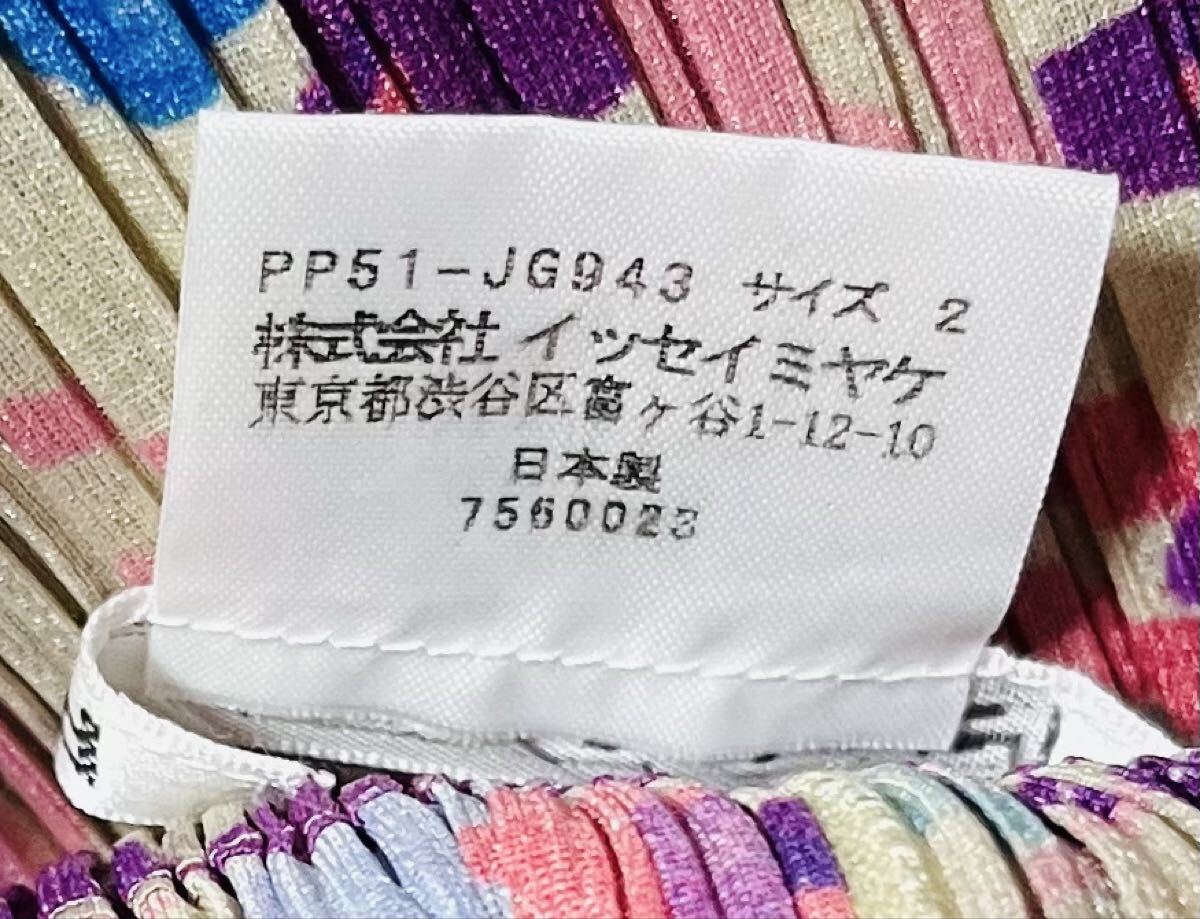 PP51-JG943 サイズ 2
株式会社イッセイミヤケ
東京都渋谷区富ヶ谷1-12-10
日本製
7560023